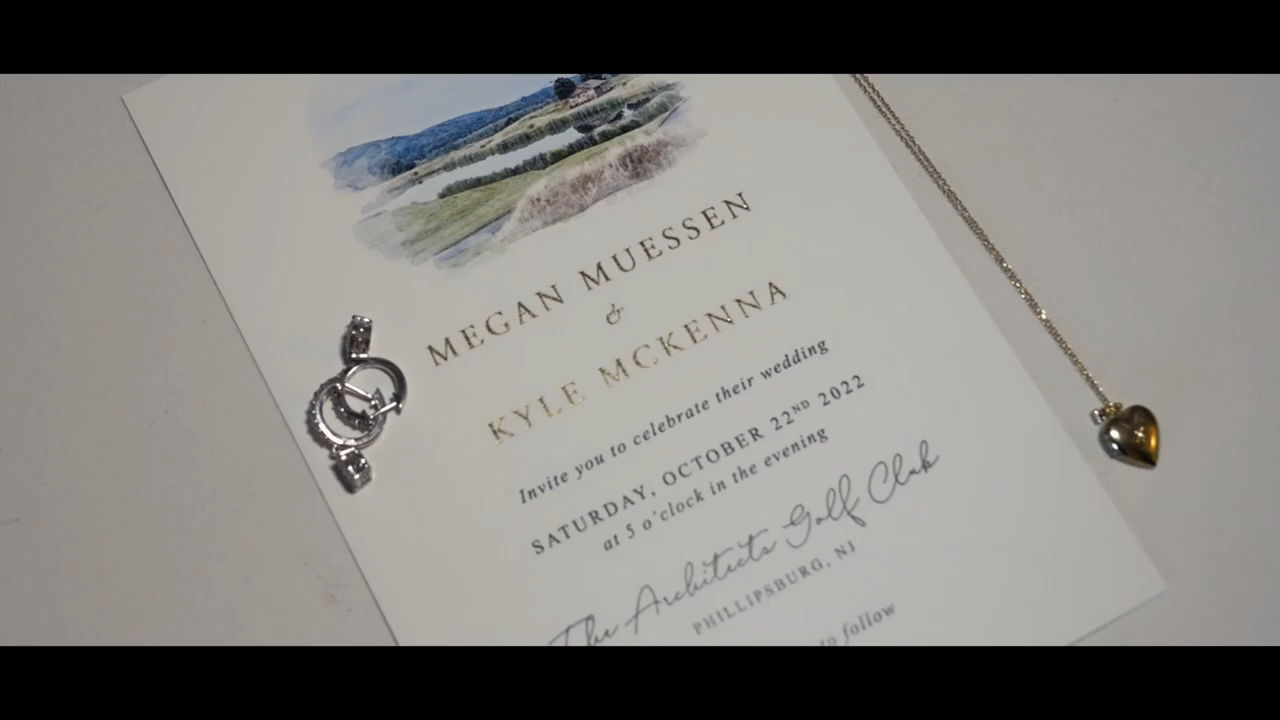 MEGAN MUESSEN
&
KYLE MCKENNA
Invite you to celebrate their wedding
SATURDAY, OCTOBER 22ND 2022
at 5 o'clock in the evening
The Architects Golf Club
PHILLIPSBURG, NJ
to follow